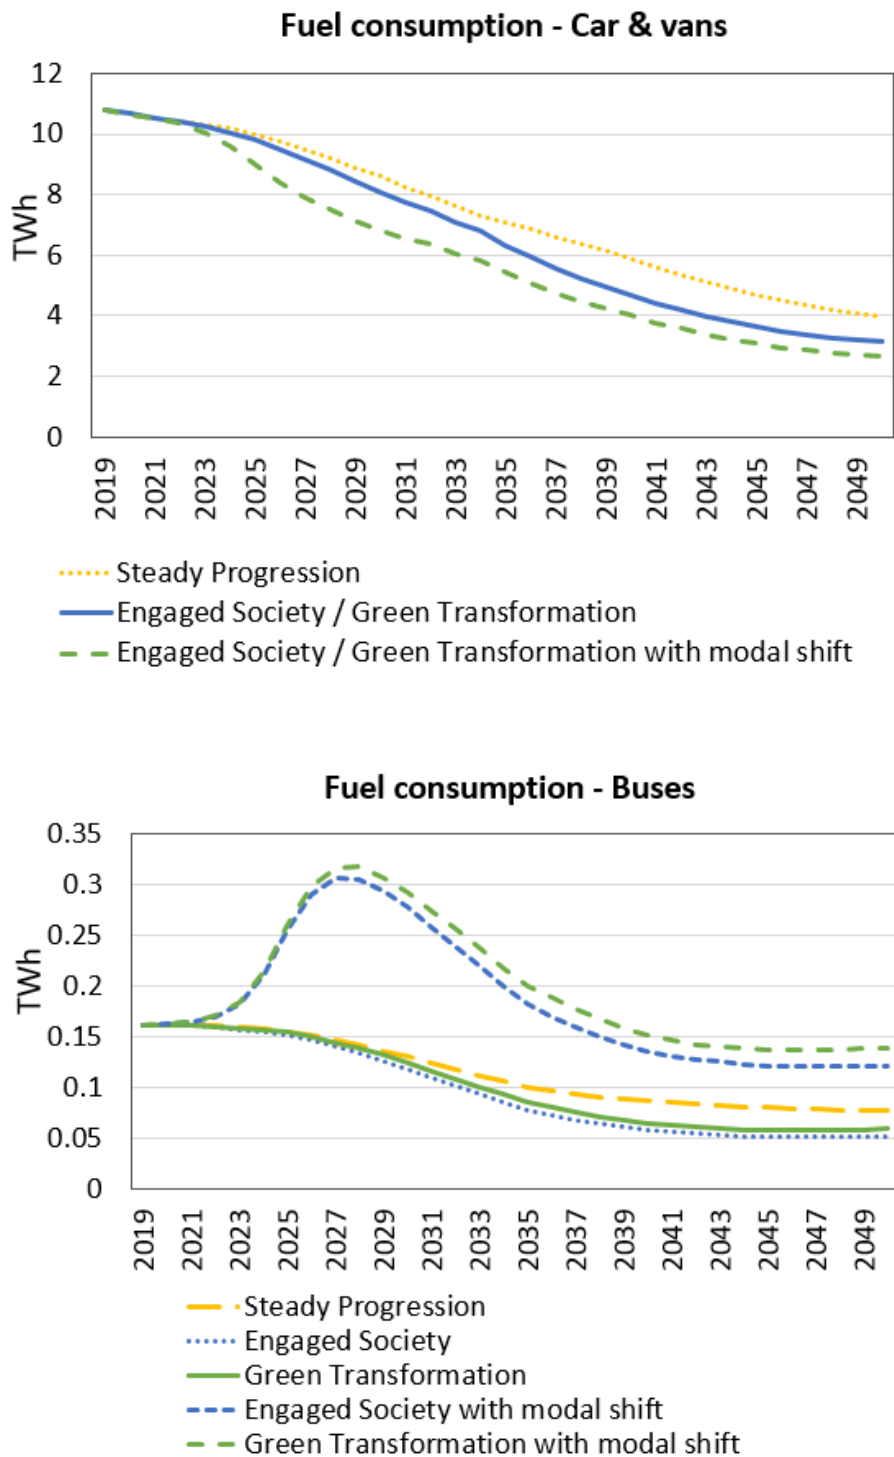 Fuel consumption - Car & vans
12
10
8
6
4
2
0
TWh
2019 2021 2023 2025 2027 2029 2031 2033 2035 2037 2039 2041 2043 2045 2047 2049
Steady Progression
Engaged Society / Green Transformation
Engaged Society / Green Transformation with modal shift
Fuel consumption - Buses
0.35
0.3
0.25
0.2
0.15
0.1
0.05
0
TWh
2019 2021 2023 2025 2027 2029 2031 2033 2035 2037 2039 2041 2043 2045 2047 2049
Steady Progression
Engaged Society
Green Transformation
Engaged Society with modal shift
Green Transformation with modal shift